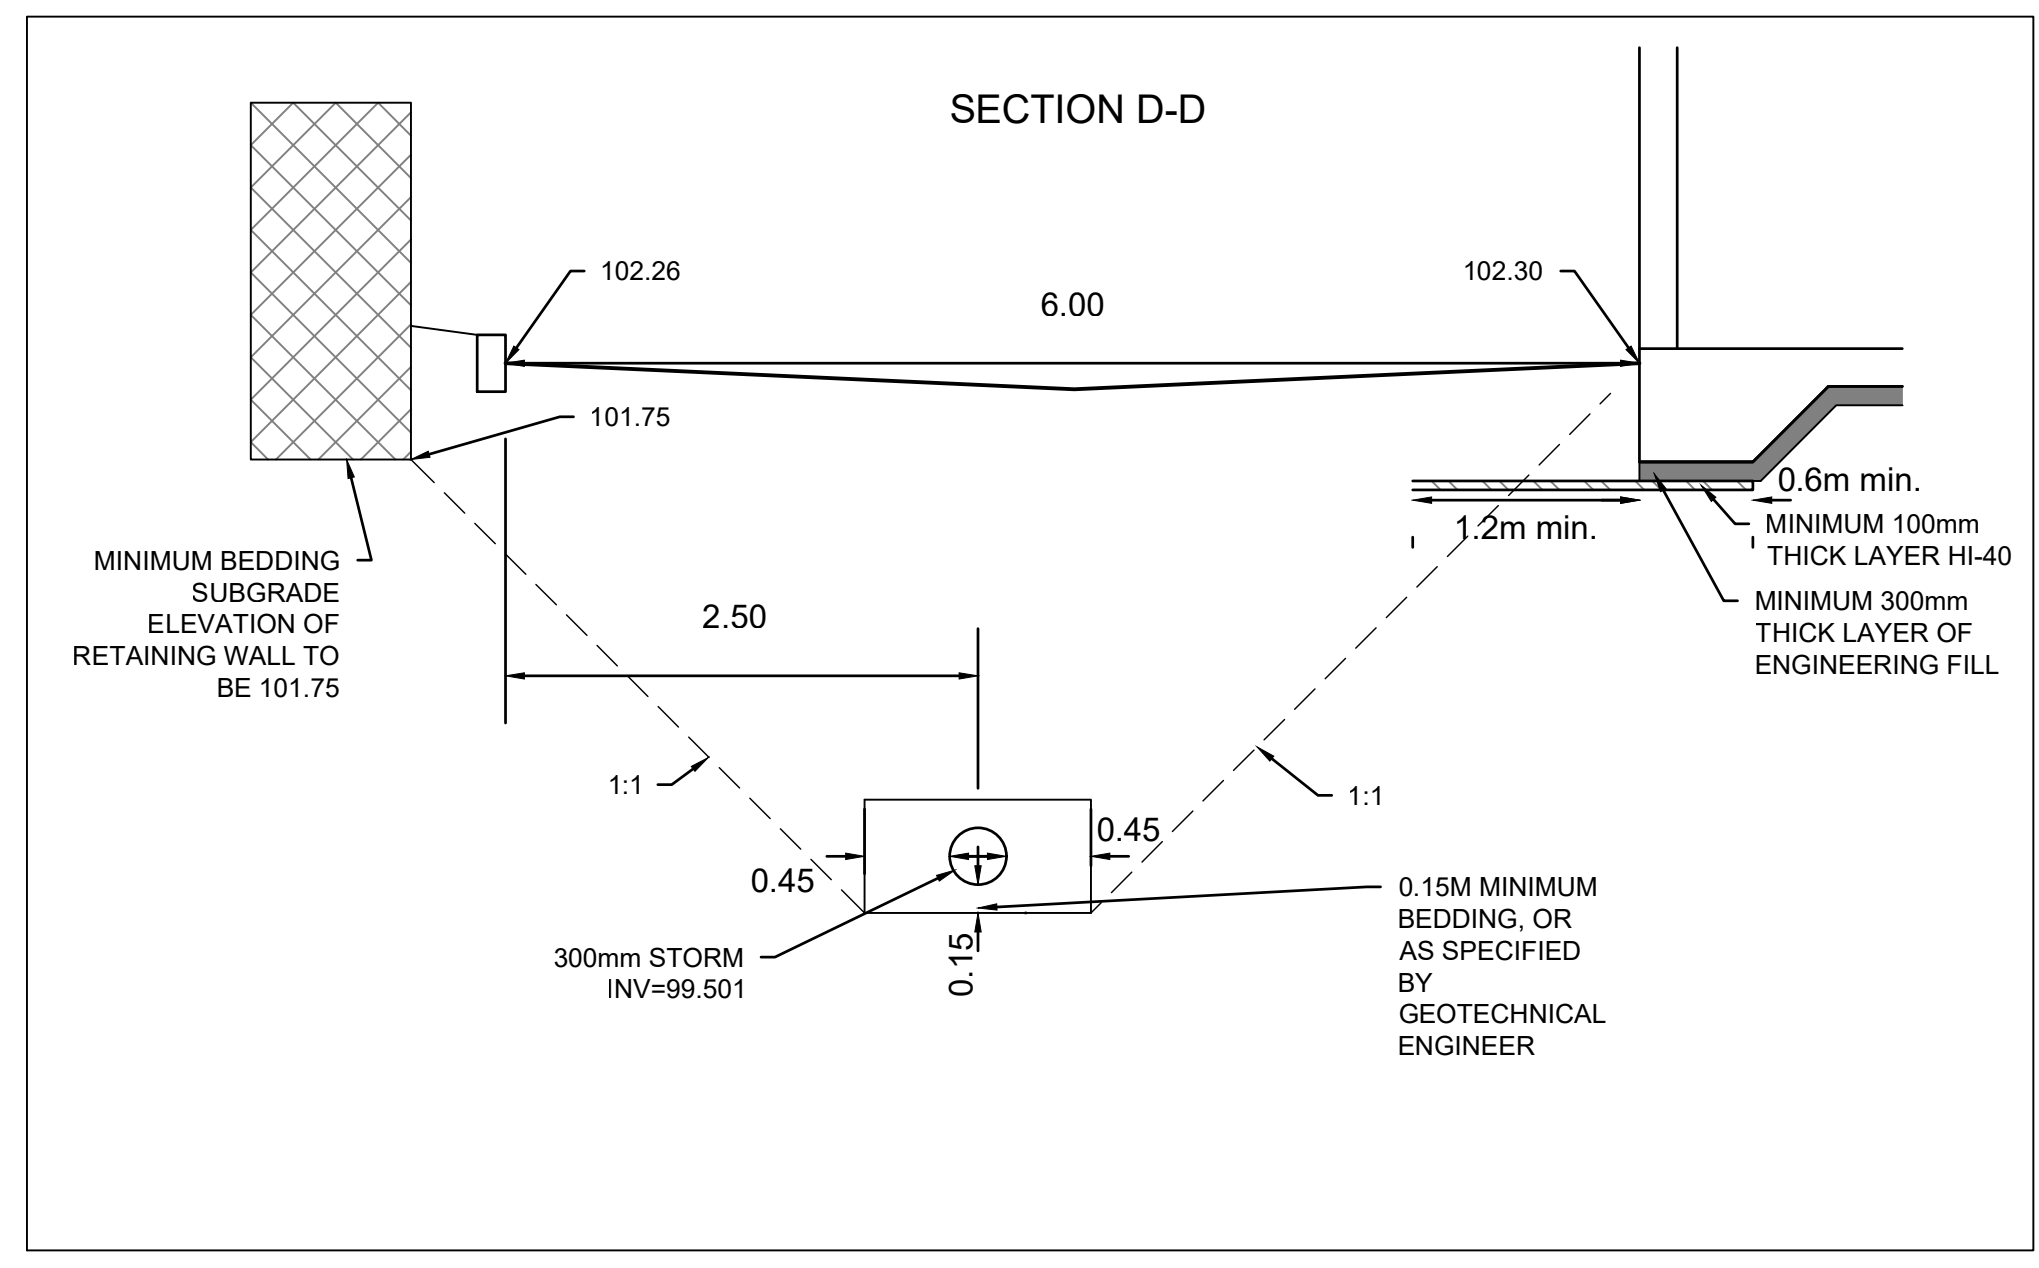 SECTION D-D
102.26
102.30
6.00
101.75
0.6m min.
1.2m min.
MINIMUM 100mm
THICK LAYER HI-40
MINIMUM BEDDING
SUBGRADE
ELEVATION OF
RETAINING WALL TO
BE 101.75
MINIMUM 300mm
THICK LAYER OF
ENGINEERING FILL
2.50
1:1
1:1
0.45
0.45
0.15
300mm STORM
INV=99.501
0.15M MINIMUM
BEDDING, OR
AS SPECIFIED
BY
GEOTECHNICAL
ENGINEER